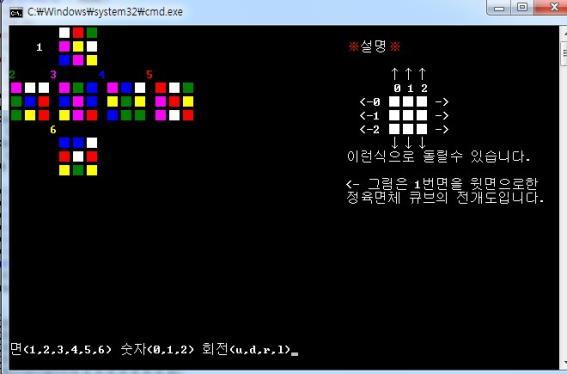 C:₩Windows₩system32₩cmd.exe
1
2 3 4 5
6
※설명※
↑↑↑
0 1 2
<-0 ->
<-1 ->
<-2 ->
↓↓↓
이런식으로 돌릴수 있습니다.
<- 그림은 1번면을 윗면으로한
정육면체 큐브의 전개도입니다.
면(1,2,3,4,5,6) 숫자(0,1,2) 회전(u,d,r,l)_